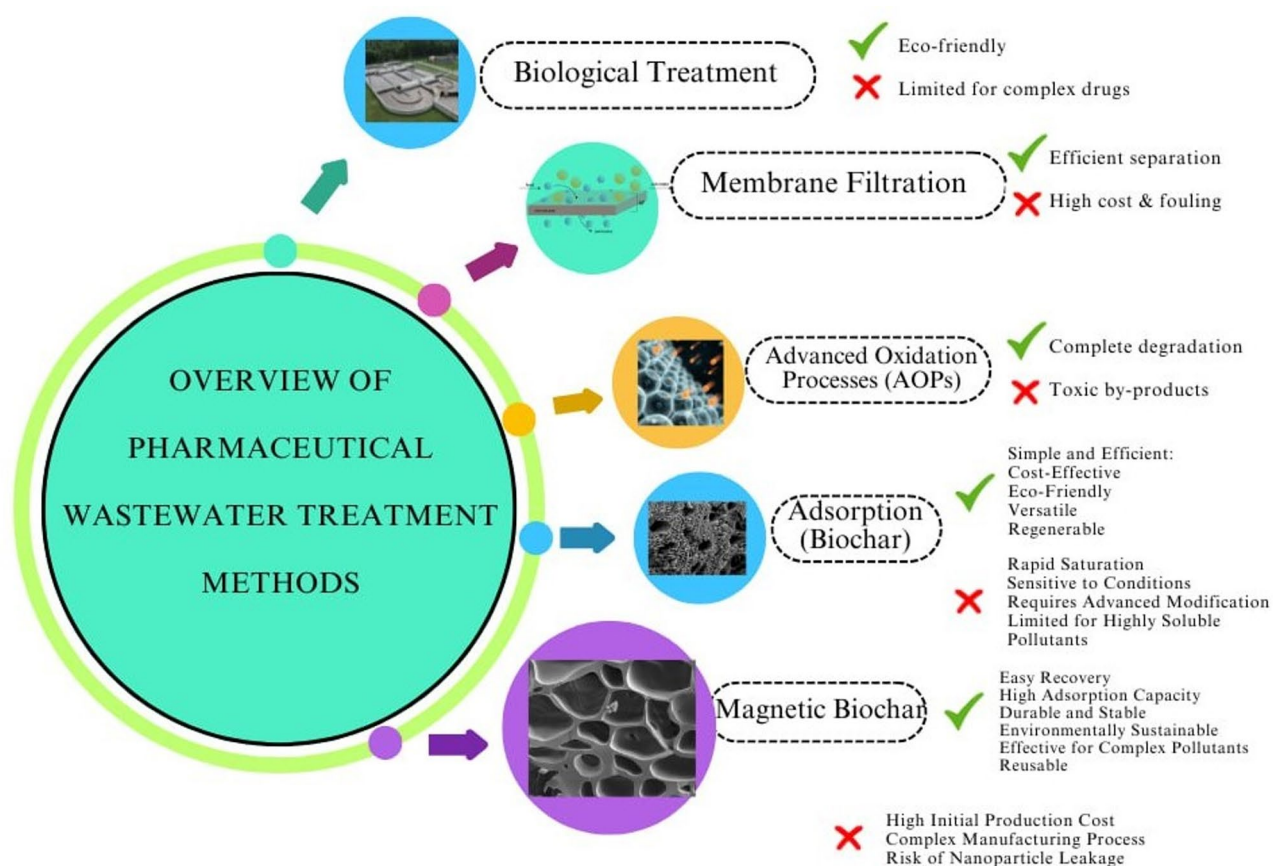 OVERVIEW OF
PHARMACEUTICAL
WASTEWATER TREATMENT
METHODS
Biological Treatment
Eco-friendly
Limited for complex drugs
Membrane Filtration
Efficient separation
High cost & fouling
Advanced Oxidation
Processes (AOPs)
Complete degradation
Toxic by-products
Adsorption
(Biochar)
Simple and Efficient:
Cost-Effective
Eco-Friendly
Versatile
Regenerable
Rapid Saturation
Sensitive to Conditions
Requires Advanced Modification
Limited for Highly Soluble
Pollutants
Magnetic Biochar
Easy Recovery
High Adsorption Capacity
Durable and Stable
Environmentally Sustainable
Effective for Complex Pollutants
Reusable
High Initial Production Cost
Complex Manufacturing Process
Risk of Nanoparticle Leakage